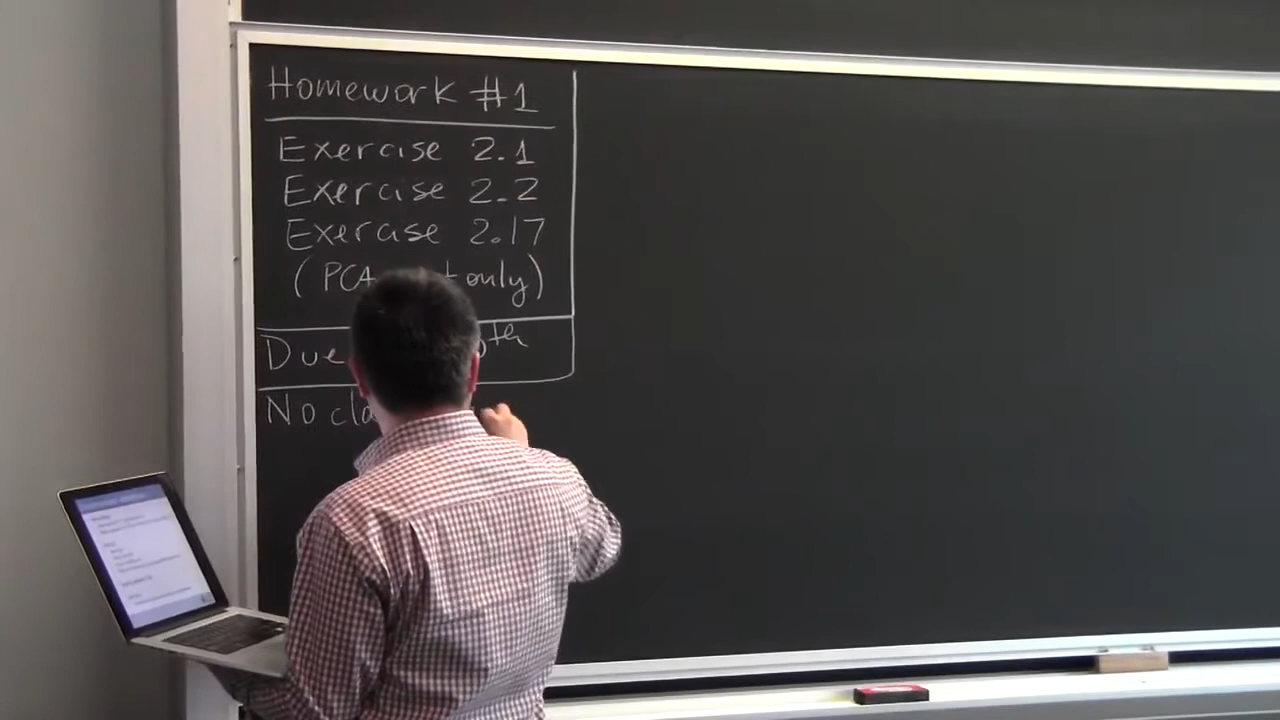 Homework #1
Exercise 2.1
Exercise 2.2
Exercise 2.17
(PCA only)
Due
No